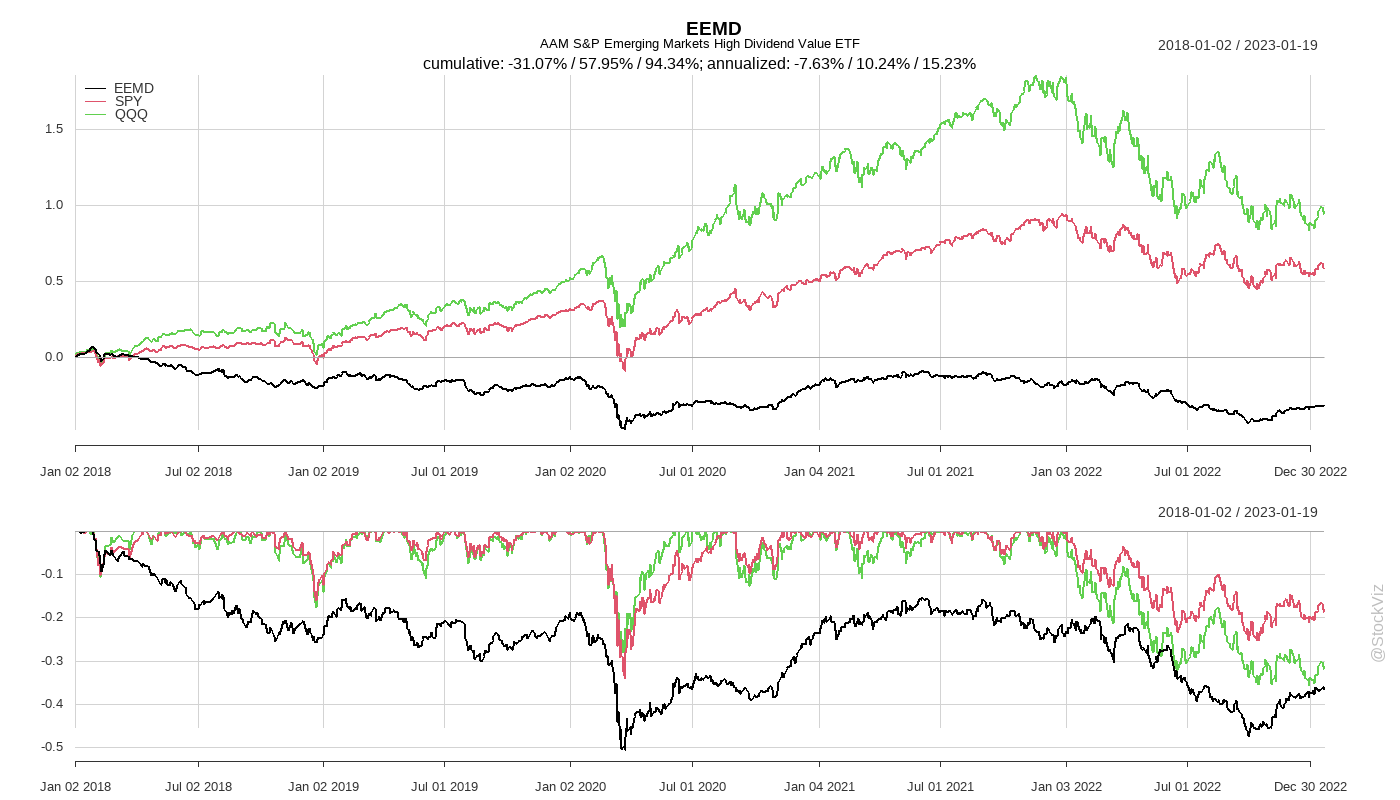 EEMD
AAM S&P Emerging Markets High Dividend Value ETF
2018-01-02 / 2023-01-19
cumulative: -31.07% / 57.95% / 94.34%; annualized: -7.63% / 10.24% / 15.23%
EEMD
SPY
QQQ
1.5
1.0
0.5
0.0
Jan 02 2018 Jul 02 2018 Jan 02 2019 Jul 01 2019 Jan 02 2020 Jul 01 2020 Jan 04 2021 Jul 01 2021 Jan 03 2022 Jul 01 2022 Dec 30 2022
2018-01-02 / 2023-01-19
-0.1
-0.2
-0.3
-0.4
-0.5
Jan 02 2018 Jul 02 2018 Jan 02 2019 Jul 01 2019 Jan 02 2020 Jul 01 2020 Jan 04 2021 Jul 01 2021 Jan 03 2022 Jul 01 2022 Dec 30 2022
@StockViz